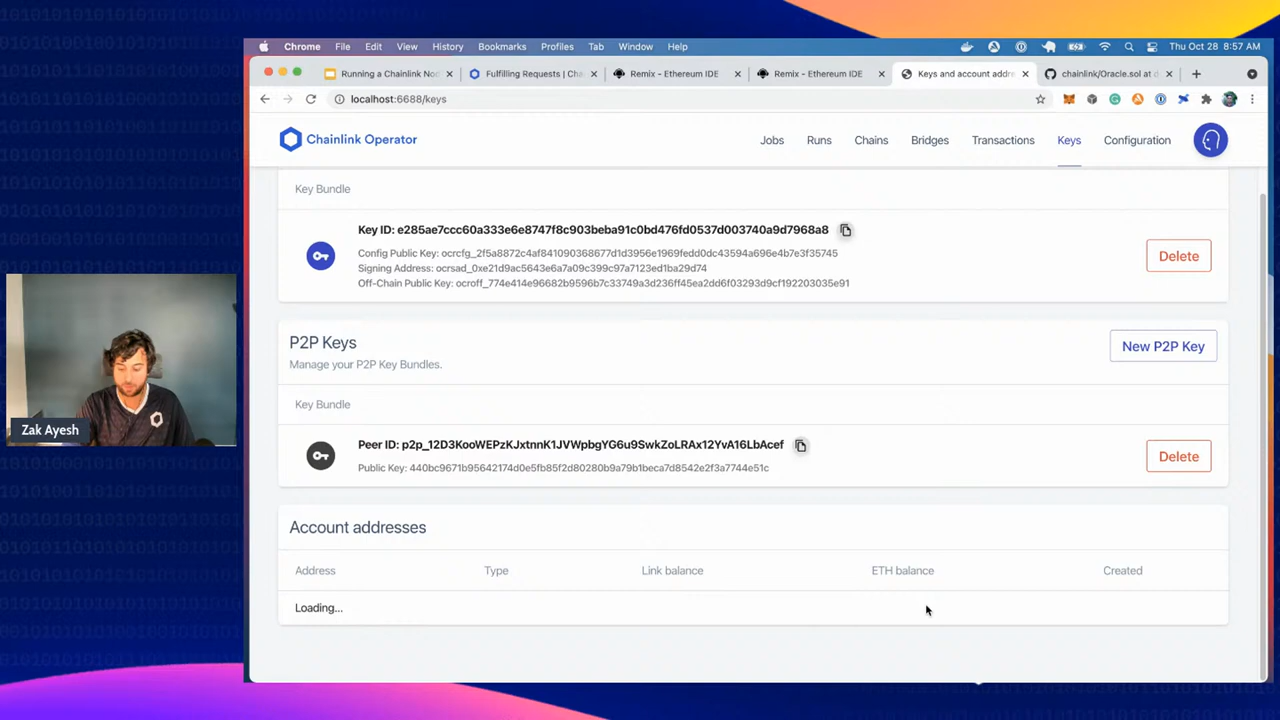 Chrome File Edit View History Bookmarks Profiles Tab Window Help Thu Oct 28 8:57 AM
Running a Chainlink Nod Fulfilling Requests | Cha Remix - Ethereum IDE Remix - Ethereum IDE Keys and account addre chainlink/Oracle.sol at d
localhost:6688/keys
Chainlink Operator Jobs Runs Chains Bridges Transactions Keys Configuration
Key Bundle
Key ID: e285ae7ccc60a333e6e8747f8c903beba91c0bd476fd0537d003740a9d7968a8
Config Public Key: ocrcfg_2f5a8872c4af841090368677d1d3956e1969fedd0dc43594a696e4b7e3f35745
Signing Address: ocrsad_0xe21d9ac5643e6a7a09c399c97a7123ed1ba29d74
Off-Chain Public Key: ocroff_774e414e96682b9596b7c33749a3d236ff45ea2dd6f03293d9cf192203035e91
Delete
P2P Keys
Manage your P2P Key Bundles.
New P2P Key
Key Bundle
Peer ID: p2p_12D3KooWEPzKJxtnnK1JVWpbgYG6u9SwkZoLRAx12YvA16LbAcef
Public Key: 440bc9671b95642174d0e5fb85f2d80280b9a79b1beca7d8542e2f3a7744e51c
Delete
Account addresses
Address Type Link balance ETH balance Created
Loading...
Zak Ayesh